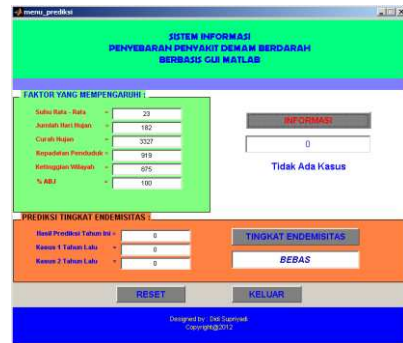 menu_prediksi
SISTEM INFORMASI
PENYEBARAN PENYAKIT DEMAM BERDARAH
BERBASIS GUI MATLAB
FAKTOR YANG MEMPENGARUHI :
Suhu Rata - Rata = 23
Jumlah Hari Hujan = 182
Curah Hujan = 3327
Kepadatan Penduduk = 919
Ketinggian Wilayah = 675
% ABJ = 100
INFORMASI
0
Tidak Ada Kasus
PREDIKSI TINGKAT ENDEMISITAS :
Hasil Prediksi Tahun Ini = 0
Kasus 1 Tahun Lalu = 0
Kasus 2 Tahun Lalu = 0
TINGKAT ENDEMISITAS
BEBAS
RESET
KELUAR
Designed by : Didi Supriyadi
Copyright@2012